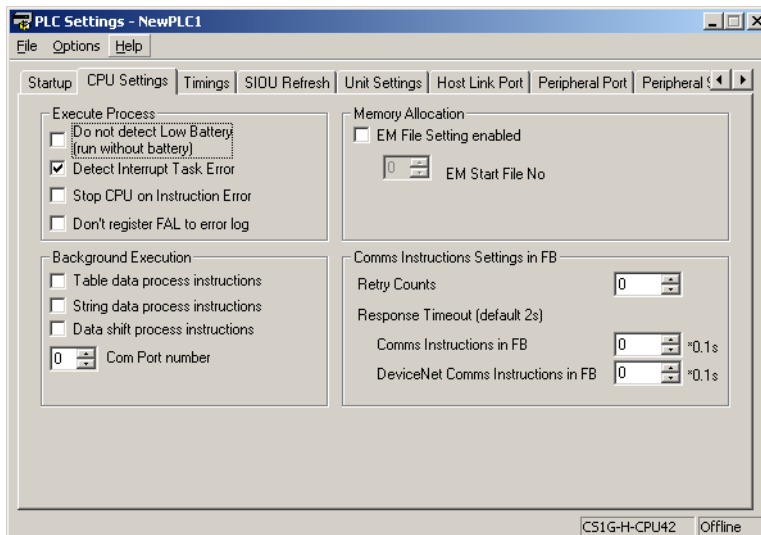 PLC Settings - NewPLC1
File Options Help
Startup CPU Settings Timings SIOU Refresh Unit Settings Host Link Port Peripheral Port Peripheral
Execute Process
Do not detect Low Battery
(run without battery)
Detect Interrupt Task Error
Stop CPU on Instruction Error
Don't register FAL to error log
Memory Allocation
EM File Setting enabled
0 EM Start File No
Background Execution
Table data process instructions
String data process instructions
Data shift process instructions
0 Com Port number
Comms Instructions Settings in FB
Retry Counts 0
Response Timeout (default 2s)
Comms Instructions in FB 0 *0.1s
DeviceNet Comms Instructions in FB 0 *0.1s
CS1G-H-CPU42 Offline